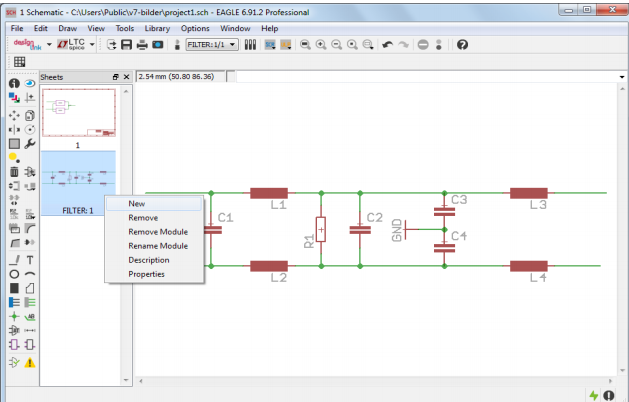 1 Schematic - C:\Users\Public\v7-bilder\project1.sch - EAGLE 6.91.2 Professional
File Edit Draw View Tools Library Options Window Help
design link LTC spice FILTER:1/1
Sheets
2.54 mm (50.80 86.36)
1
FILTER: 1
New
Remove
Remove Module
Rename Module
Description
Properties
L1
L3
C1
R1
C2
GND
C3
C4
L2
L4